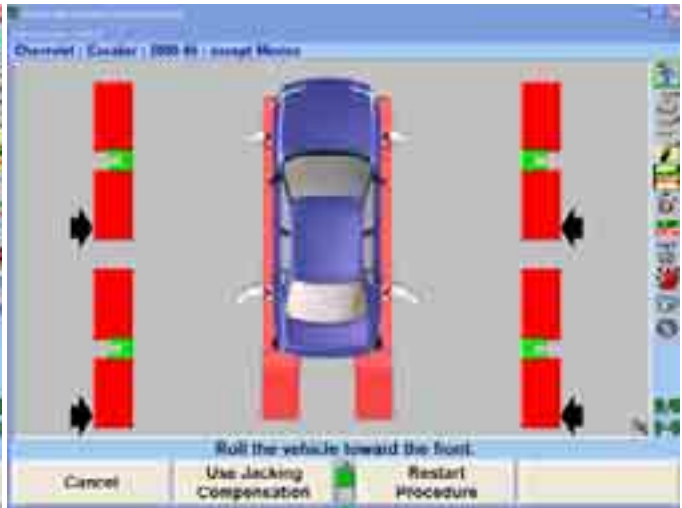 Chevrolet : Cavalier : 2000-05 : except Mexico
Roll the vehicle toward the front.
Cancel
Use Jacking
Compensation
Restart
Procedure